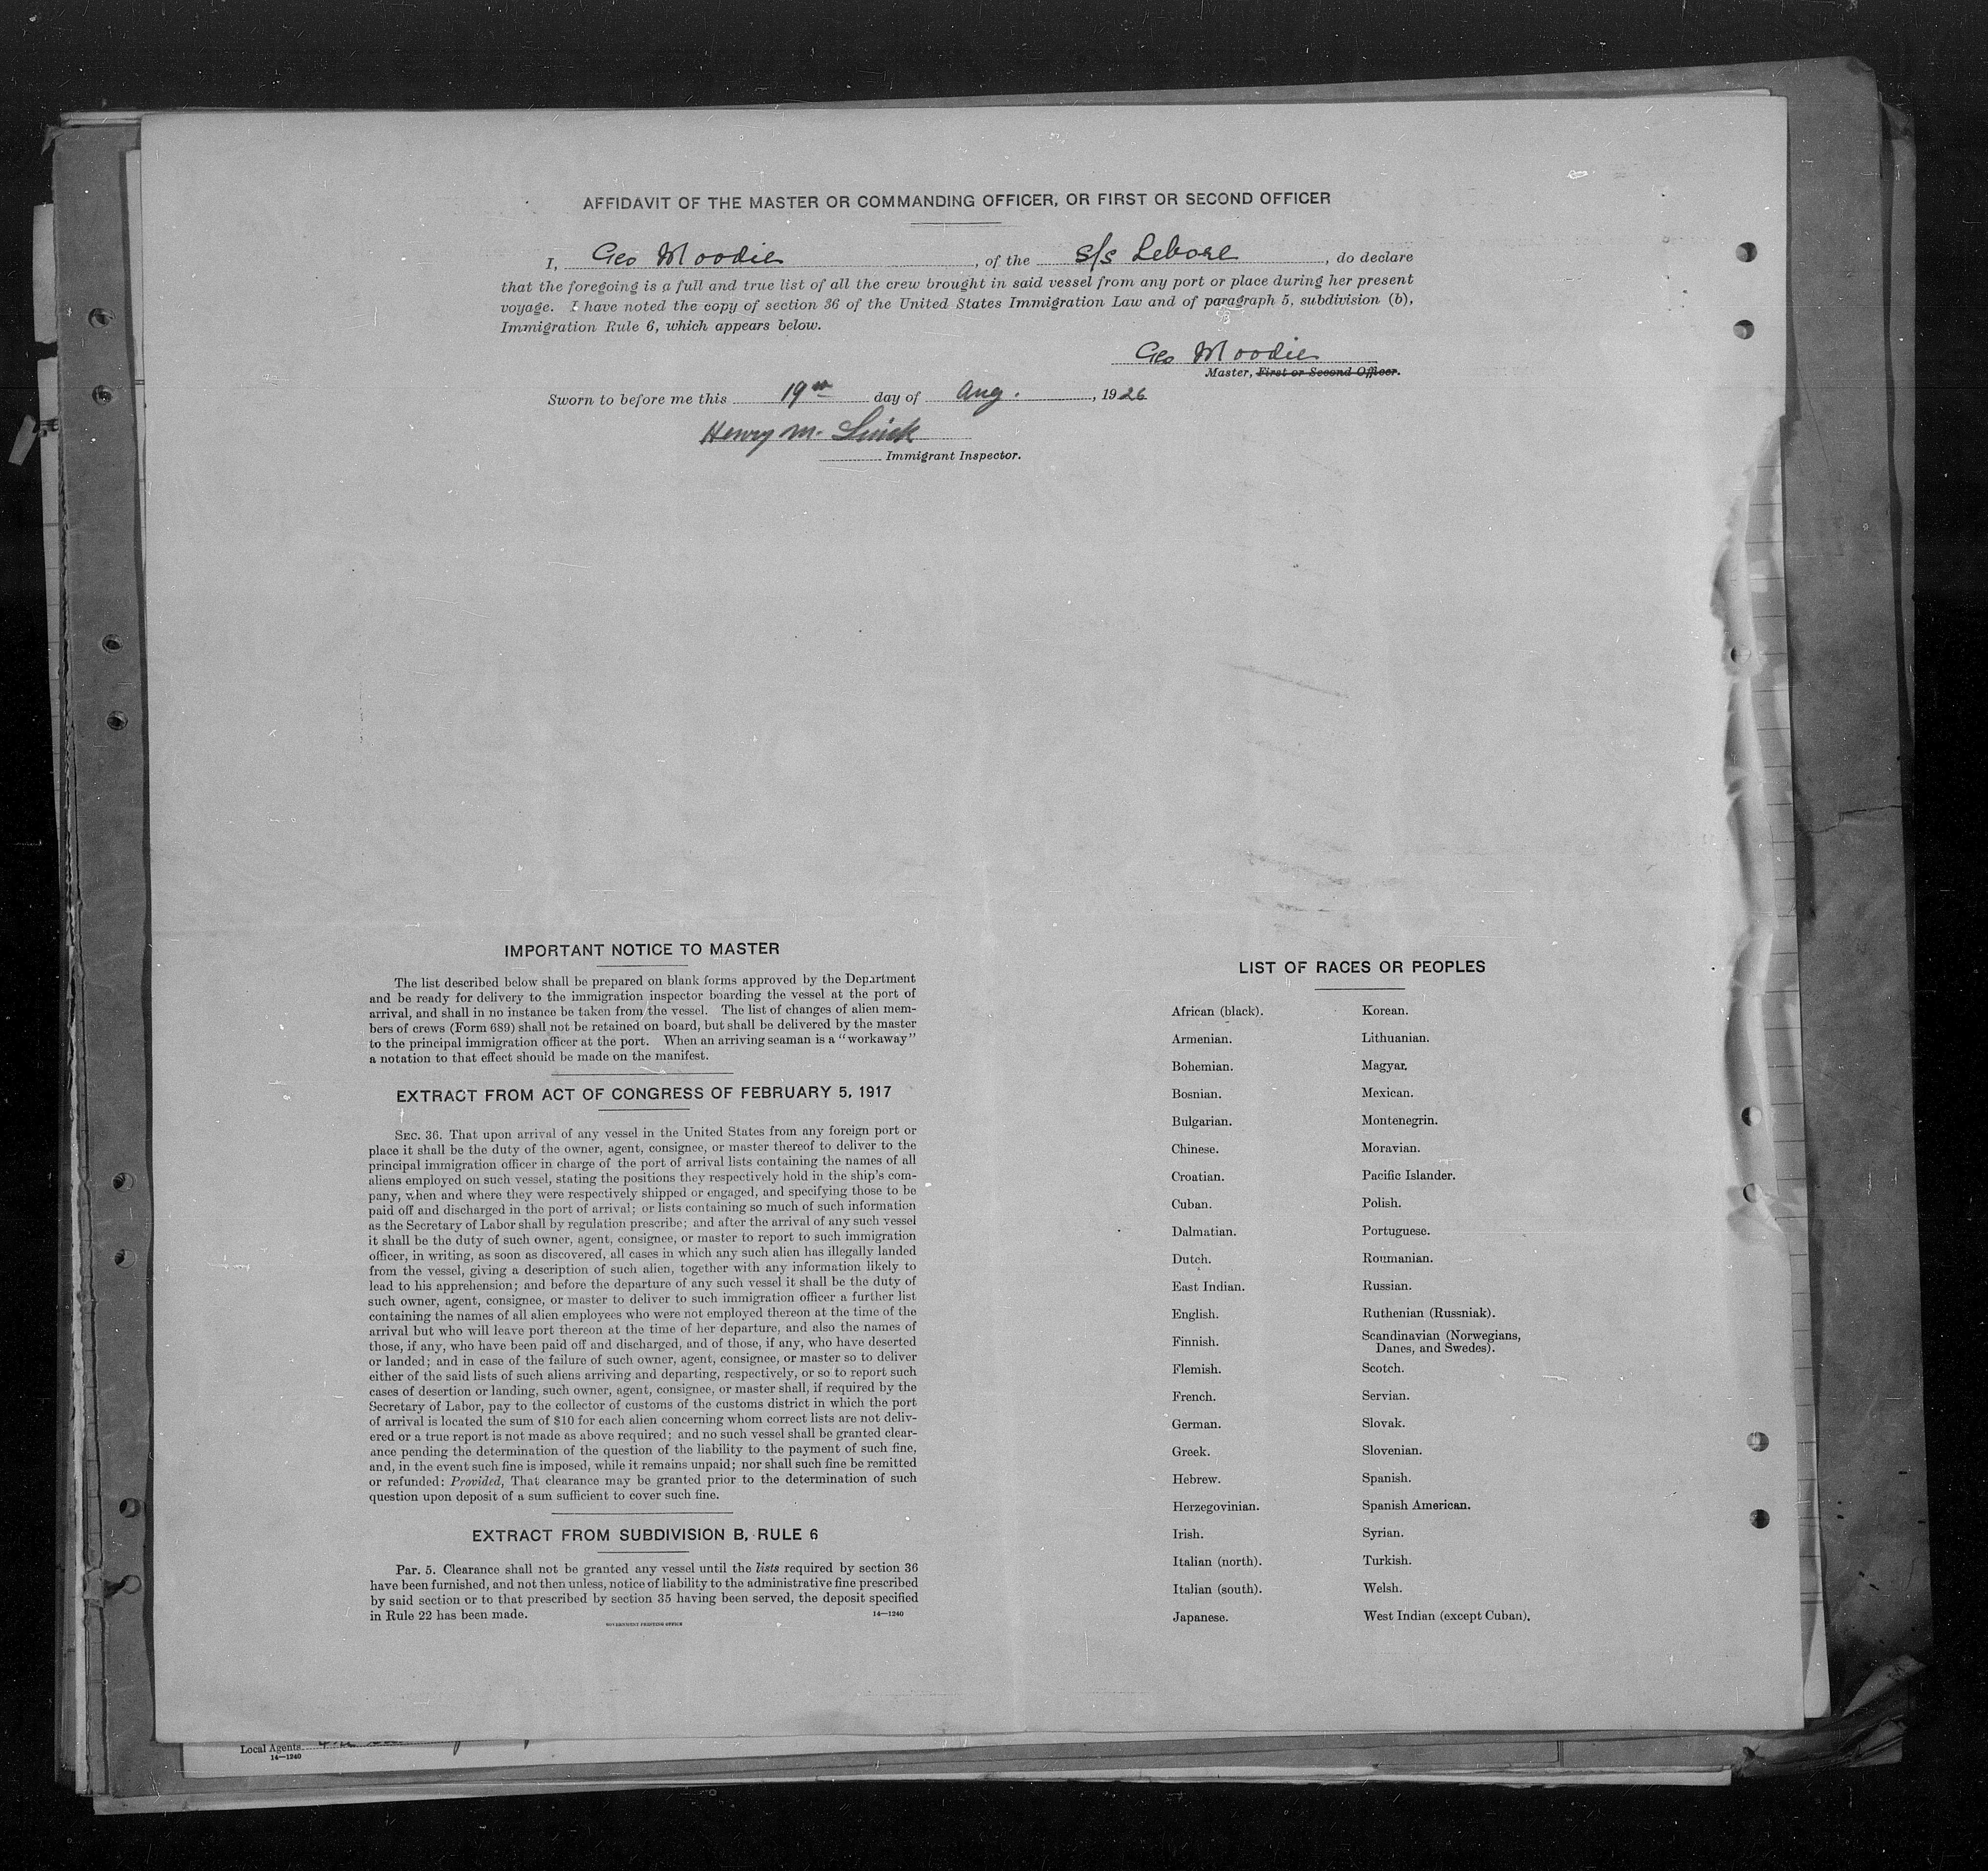 AFFIDAVIT OF THE MASTER OR COMMANDING OFFICER, OR FIRST OR SECOND OFFICER
I, Geo Moodie, of the S/S Lebore, do declare
that the foregoing is a full and true list of all the crew brought in said vessel from any port or place during her present
voyage. I have noted the copy of section 36 of the United States Immigration Law and of paragraph 5, subdivision (b),
Immigration Rule 6, which appears below.
Geo Moodie
Master, First or Second Officer.
Sworn to before me this 19th day of Aug., 1926
Henry M.
Immigrant Inspector.
IMPORTANT NOTICE TO MASTER
The list described below shall be prepared on blank forms approved by the Department
and be ready for delivery to the immigration inspector boarding the vessel at the port of
arrival, and shall in no instance be taken from the vessel. The list of changes of alien mem-
bers of crews (Form 689) shall not be retained on board, but shall be delivered by the master
to the principal immigration officer at the port. When an arriving seaman is a "workaway"
a notation to that effect should be made on the manifest.
EXTRACT FROM ACT OF CONGRESS OF FEBRUARY 5, 1917
SEC. 36. That upon arrival of any vessel in the United States from any foreign port or
place it shall be the duty of the owner, agent, consignee, or master thereof to deliver to the
principal immigration officer in charge of the port of arrival lists containing the names of all
aliens employed on such vessel, stating the positions they respectively hold in the ship's com-
pany, when and where they were respectively shipped or engaged, and specifying those to be
paid off and discharged in the port of arrival; or lists containing so much of such information
as the Secretary of Labor shall by regulation prescribe; and after the arrival of any such vessel
it shall be the duty of such owner, agent, consignee, or master to report to such immigration
officer, in writing, as soon as discovered, all cases in which any such alien has illegally landed
from the vessel, giving a description of such alien, together with any information likely to
lead to his apprehension; and before the departure of any such vessel it shall be the duty of
such owner, agent, consignee, or master to deliver to such immigration officer a further list
containing the names of all alien employees who were not employed thereon at the time of the
arrival but who will leave port thereon at the time of her departure, and also the names of
those, if any, who have been paid off and discharged, and of those, if any, who have deserted
or landed; and in case of the failure of such owner, agent, consignee, or master so to deliver
either of the said lists of such aliens arriving and departing, respectively, or so to report such
cases of desertion or landing, such owner, agent, consignee, or master shall, if required by the
Secretary of Labor, pay to the collector of customs of the customs district in which the port
of arrival is located the sum of $10 for each alien concerning whom correct lists are not deliv-
ered or a true report is not made as above required; and no such vessel shall be granted clear-
ance pending the determination of the question of the liability to the payment of such fine,
and, in the event such fine is imposed, while it remains unpaid; nor shall such fine be remitted
or refunded: Provided, That clearance may be granted prior to the determination of such
question upon deposit of a sum sufficient to cover such fine.
EXTRACT FROM SUBDIVISION B, RULE 6
Par. 5. Clearance shall not be granted any vessel until the lists required by section 36
have been furnished, and not then unless, notice of liability to the administrative fine prescribed
by said section or to that prescribed by section 35 having been served, the deposit specified
in Rule 22 has been made. 14—1240
GOVERNMENT PRINTING OFFICE
LIST OF RACES OR PEOPLES
African (black).
Armenian.
Bohemian.
Bosnian.
Bulgarian.
Chinese.
Croatian.
Cuban.
Dalmatian.
Dutch.
East Indian.
English.
Finnish.
Flemish.
French.
German.
Greek.
Hebrew.
Herzegovinian.
Irish.
Italian (north).
Italian (south).
Japanese.
Korean.
Lithuanian.
Magyar.
Mexican.
Montenegrin.
Moravian.
Pacific Islander.
Polish.
Portuguese.
Roumanian.
Russian.
Ruthenian (Russniak).
Scandinavian (Norwegians,
Danes, and Swedes).
Scotch.
Servian.
Slovak.
Slovenian.
Spanish.
Spanish American.
Syrian.
Turkish.
Welsh.
West Indian (except Cuban).
Local Agents
14—1240